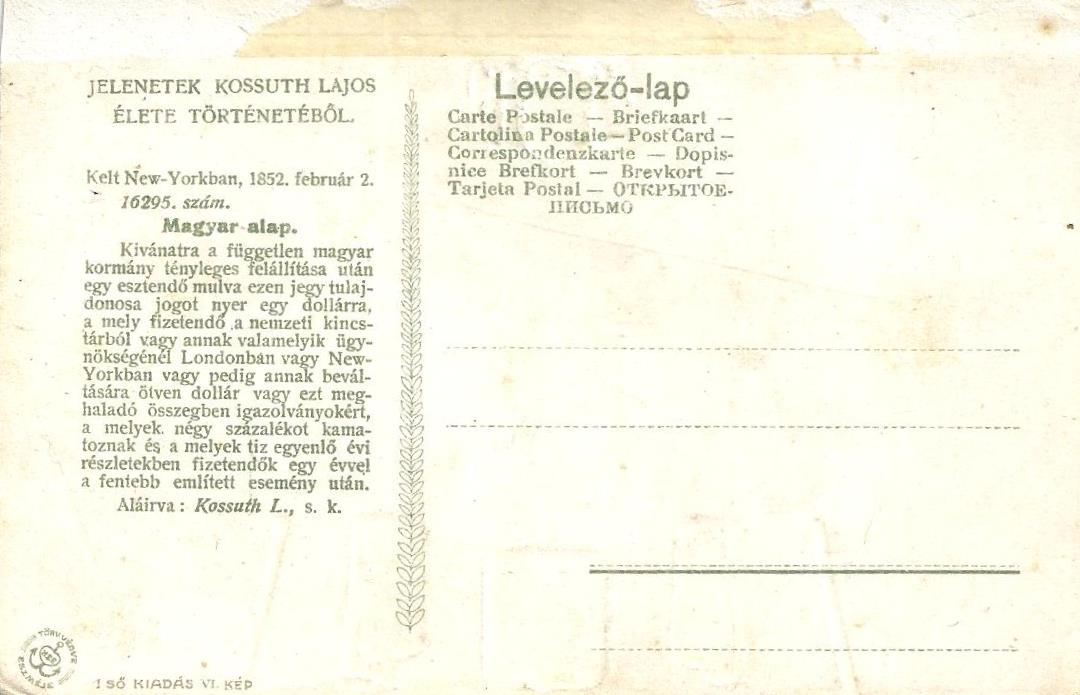 JELENETEK KOSSUTH LAJOS
ÉLETE TÖRTÉNETÉBŐL.
Kelt New-Yorkban, 1852. február 2.
16295. szám.
Magyar alap.
Kivánatra a független magyar
kormány tényleges felállítása után
egy esztendő mulva ezen jegy tulaj-
donosa jogot nyer egy dollárra,
a mely fizetendő a nemzeti kincs-
tárból vagy annak valamelyik ügy-
nökségénél Londonbán vagy New-
Yorkban vagy pedig annak bevál-
tására ötven dollár vagy ezt meg-
haladó összegben igazolványokért,
a melyek négy százalékot kama-
toznak és a melyek tiz egyenlő évi
részletekben fizetendők egy évvel
a fentebb említett esemény után.
Aláirva: Kossuth L., s. k.
I SŐ KIADÁS VI. KÉP
Levelező-lap
Carte Postale — Briefkaart —
Cartolina Postale — Post Card —
Correspondenzkarte — Dopis-
nice Brefkort — Brevkort —
Tarjeta Postal — ОТКРЫТОЕ-
ПИСЬМО